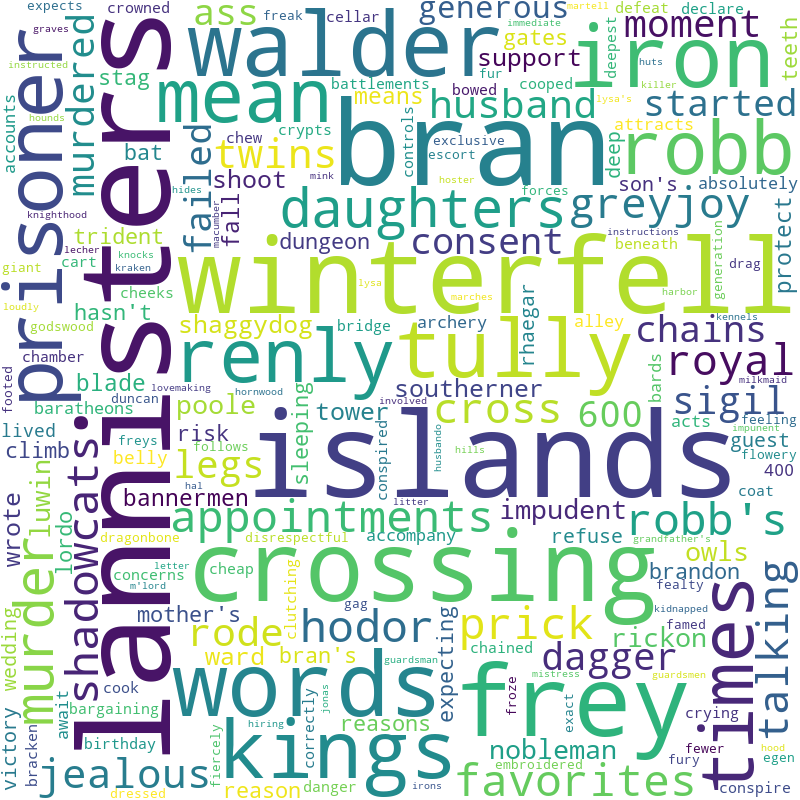 expects
crowned
ass
freak
cellar
generous
immediate
martell
defeat
declare
graves
walder
gates
moment
deepest
iron
teeth
instructed
lannisters
islands
prisoner
murdered
stag
battlements
support
means
fur
cooped
bowed
huts
killer
hounds
mean
husband
lysa's
started
accounts
bat
failed
chew
crypts
bran
controls
exclusive
escort
attracts
robb
deep
twins
shoot
mink
hoster
forces
son's
absolutely
hides
macumber
fall
daughters
greyjoy
protect
knighthood
lecher
knocks
trident
dungeon
consent
instructions
beneath
generation
drag
giant
cart
kraken
winterfell
loudly
cheeks
hasn't
lysa
marches
harbor
kennels
godswood
shaggydog
bridge
rhaegar
archery
alley
chains
footed
chamber
blade
renly
tully
royal
milkmaid
baratheons
duncan
lovemaking
involved
hornwood
southerner
sigil
bards
feeling
impunent
lived
climb
poole
tower
cross
600
acts
guest
flowery
freys
follows
risk
sleeping
conspired
husbando
hills
400
belly
legs
wrote
murder
luwin
lordo
shadowcats
bannermen
hal
litter
impudent
coat
appointments
robb's
dragonbone
disrespectful
accompany
refuse
grandfather's
owls
concerns
cheap
clutching
crossing
brandon
fealty
letter
m'lord
wedding
mother's
gag
kidnapped
famed
times
talking
rode
hodor
expecting
prick
rickon
await
cook
ward
bran's
guardsman
chained
dagger
mistress
guardsmen
froze
exact
crying
bargaining
words
frey
victory
bracken
birthday
jonas
correctly
reasons
fewer
hood
egen
hiring
kings
nobleman
fury
jealous
fiercely
danger
embroidered
favorites
conspire
dressed
reason
irons